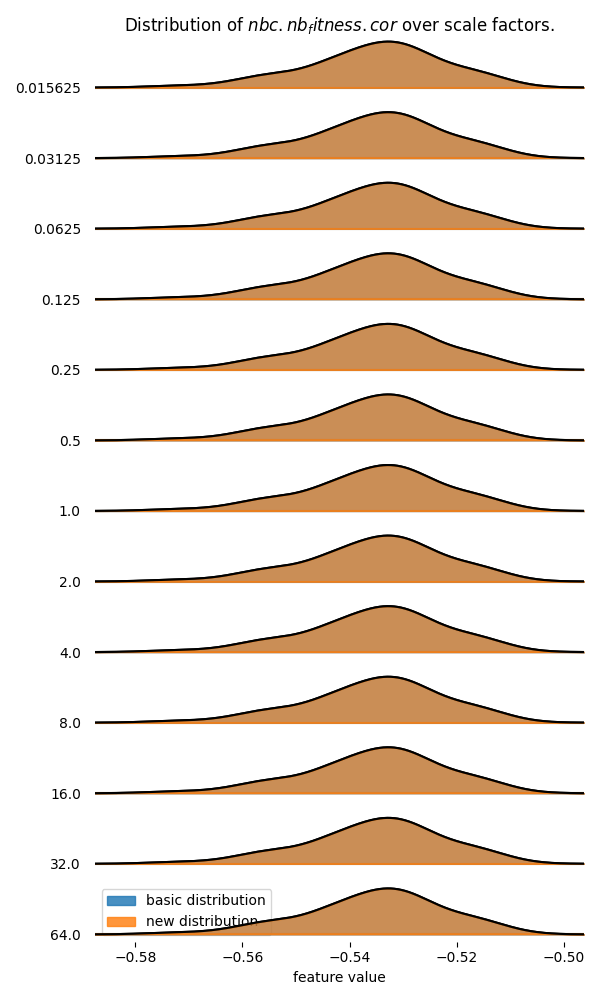 Distribution of nbc. nb_fitness. cor over scale factors.
0.015625
0.03125
0.0625
0.125
0.25
0.5
1.0
2.0
4.0
8.0
16.0
32.0
basic distribution
new distribution
64.0
−0.58 −0.56 −0.54 −0.52 −0.50
feature value